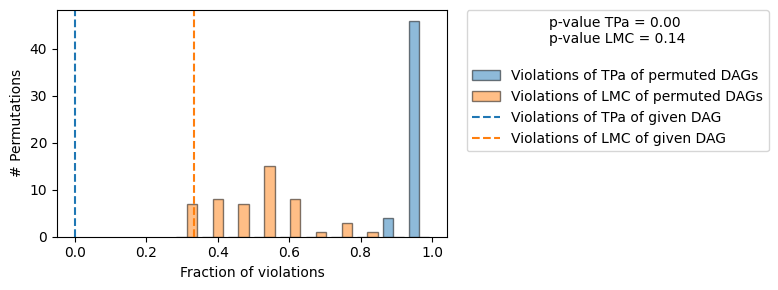 40
30
20
10
0
# Permutations
0.0 0.2 0.4 0.6 0.8 1.0
Fraction of violations
p-value TPa = 0.00
p-value LMC = 0.14
Violations of TPa of permuted DAGs
Violations of LMC of permuted DAGs
Violations of TPa of given DAG
Violations of LMC of given DAG